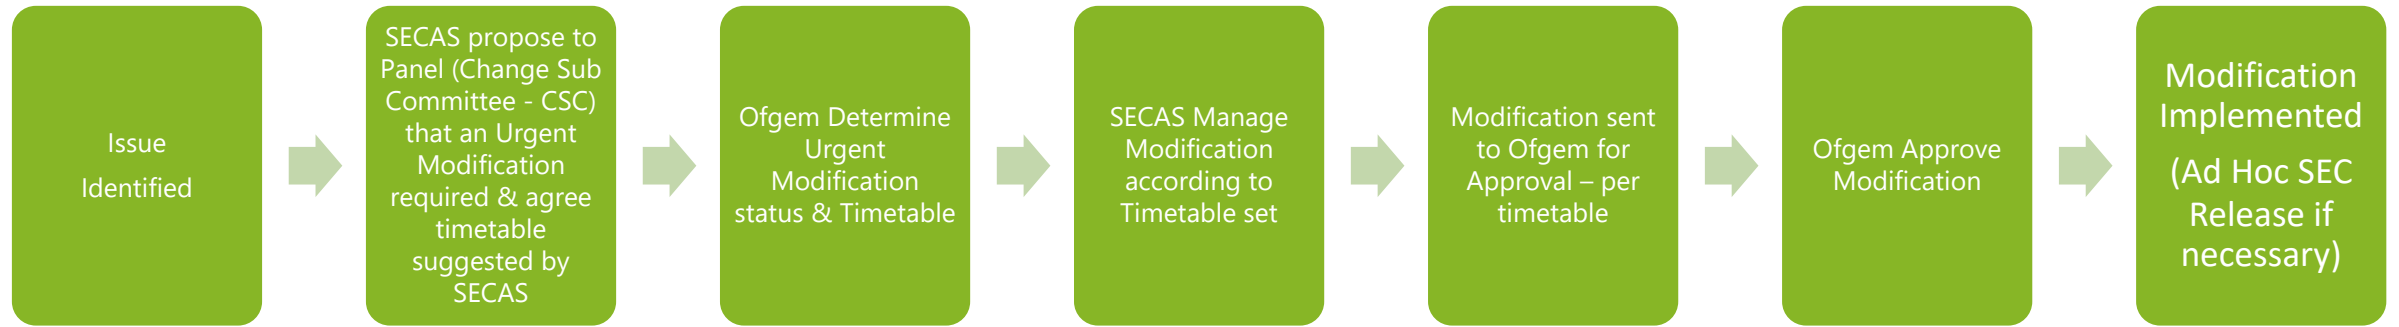 Issue
Identified
SECAS propose to
Panel (Change Sub
Committee - CSC)
that an Urgent
Modification
required & agree
timetable
suggested by
SECAS
Ofgem Determine
Urgent
Modification
status & Timetable
SECAS Manage
Modification
according to
Timetable set
Modification sent
to Ofgem for
Approval – per
timetable
Ofgem Approve
Modification
Modification
Implemented
(Ad Hoc SEC
Release if
necessary)